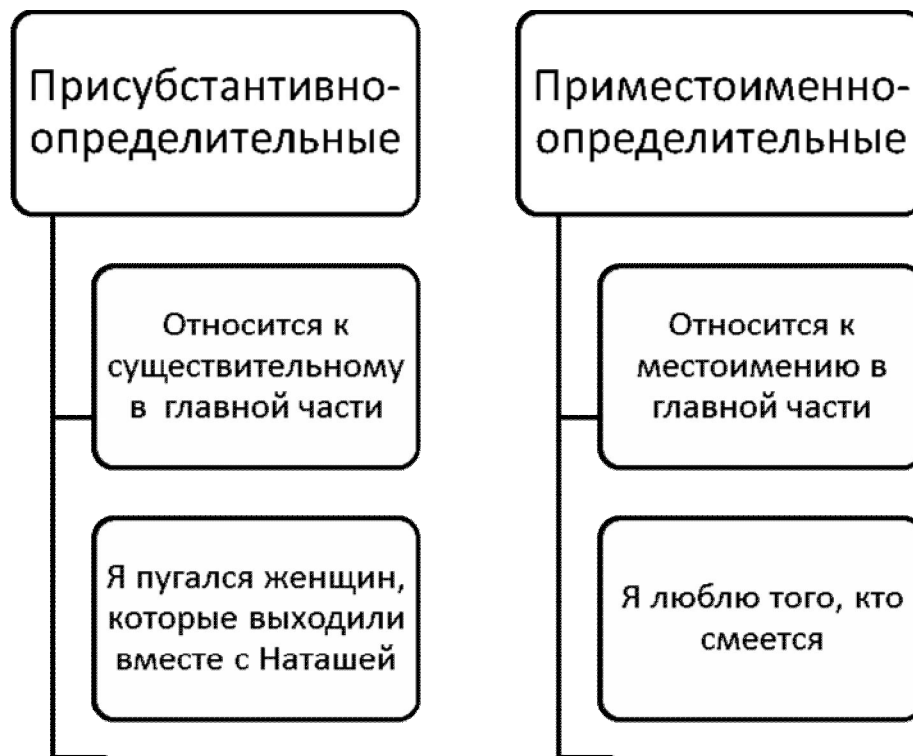 Присубстантивно-
определительные
Относится к
существительному
в главной части
Я пугался женщин,
которые выходили
вместе с Наташей
Приместоименно-
определительные
Относится к
местоимению в
главной части
Я люблю того, кто
смеется